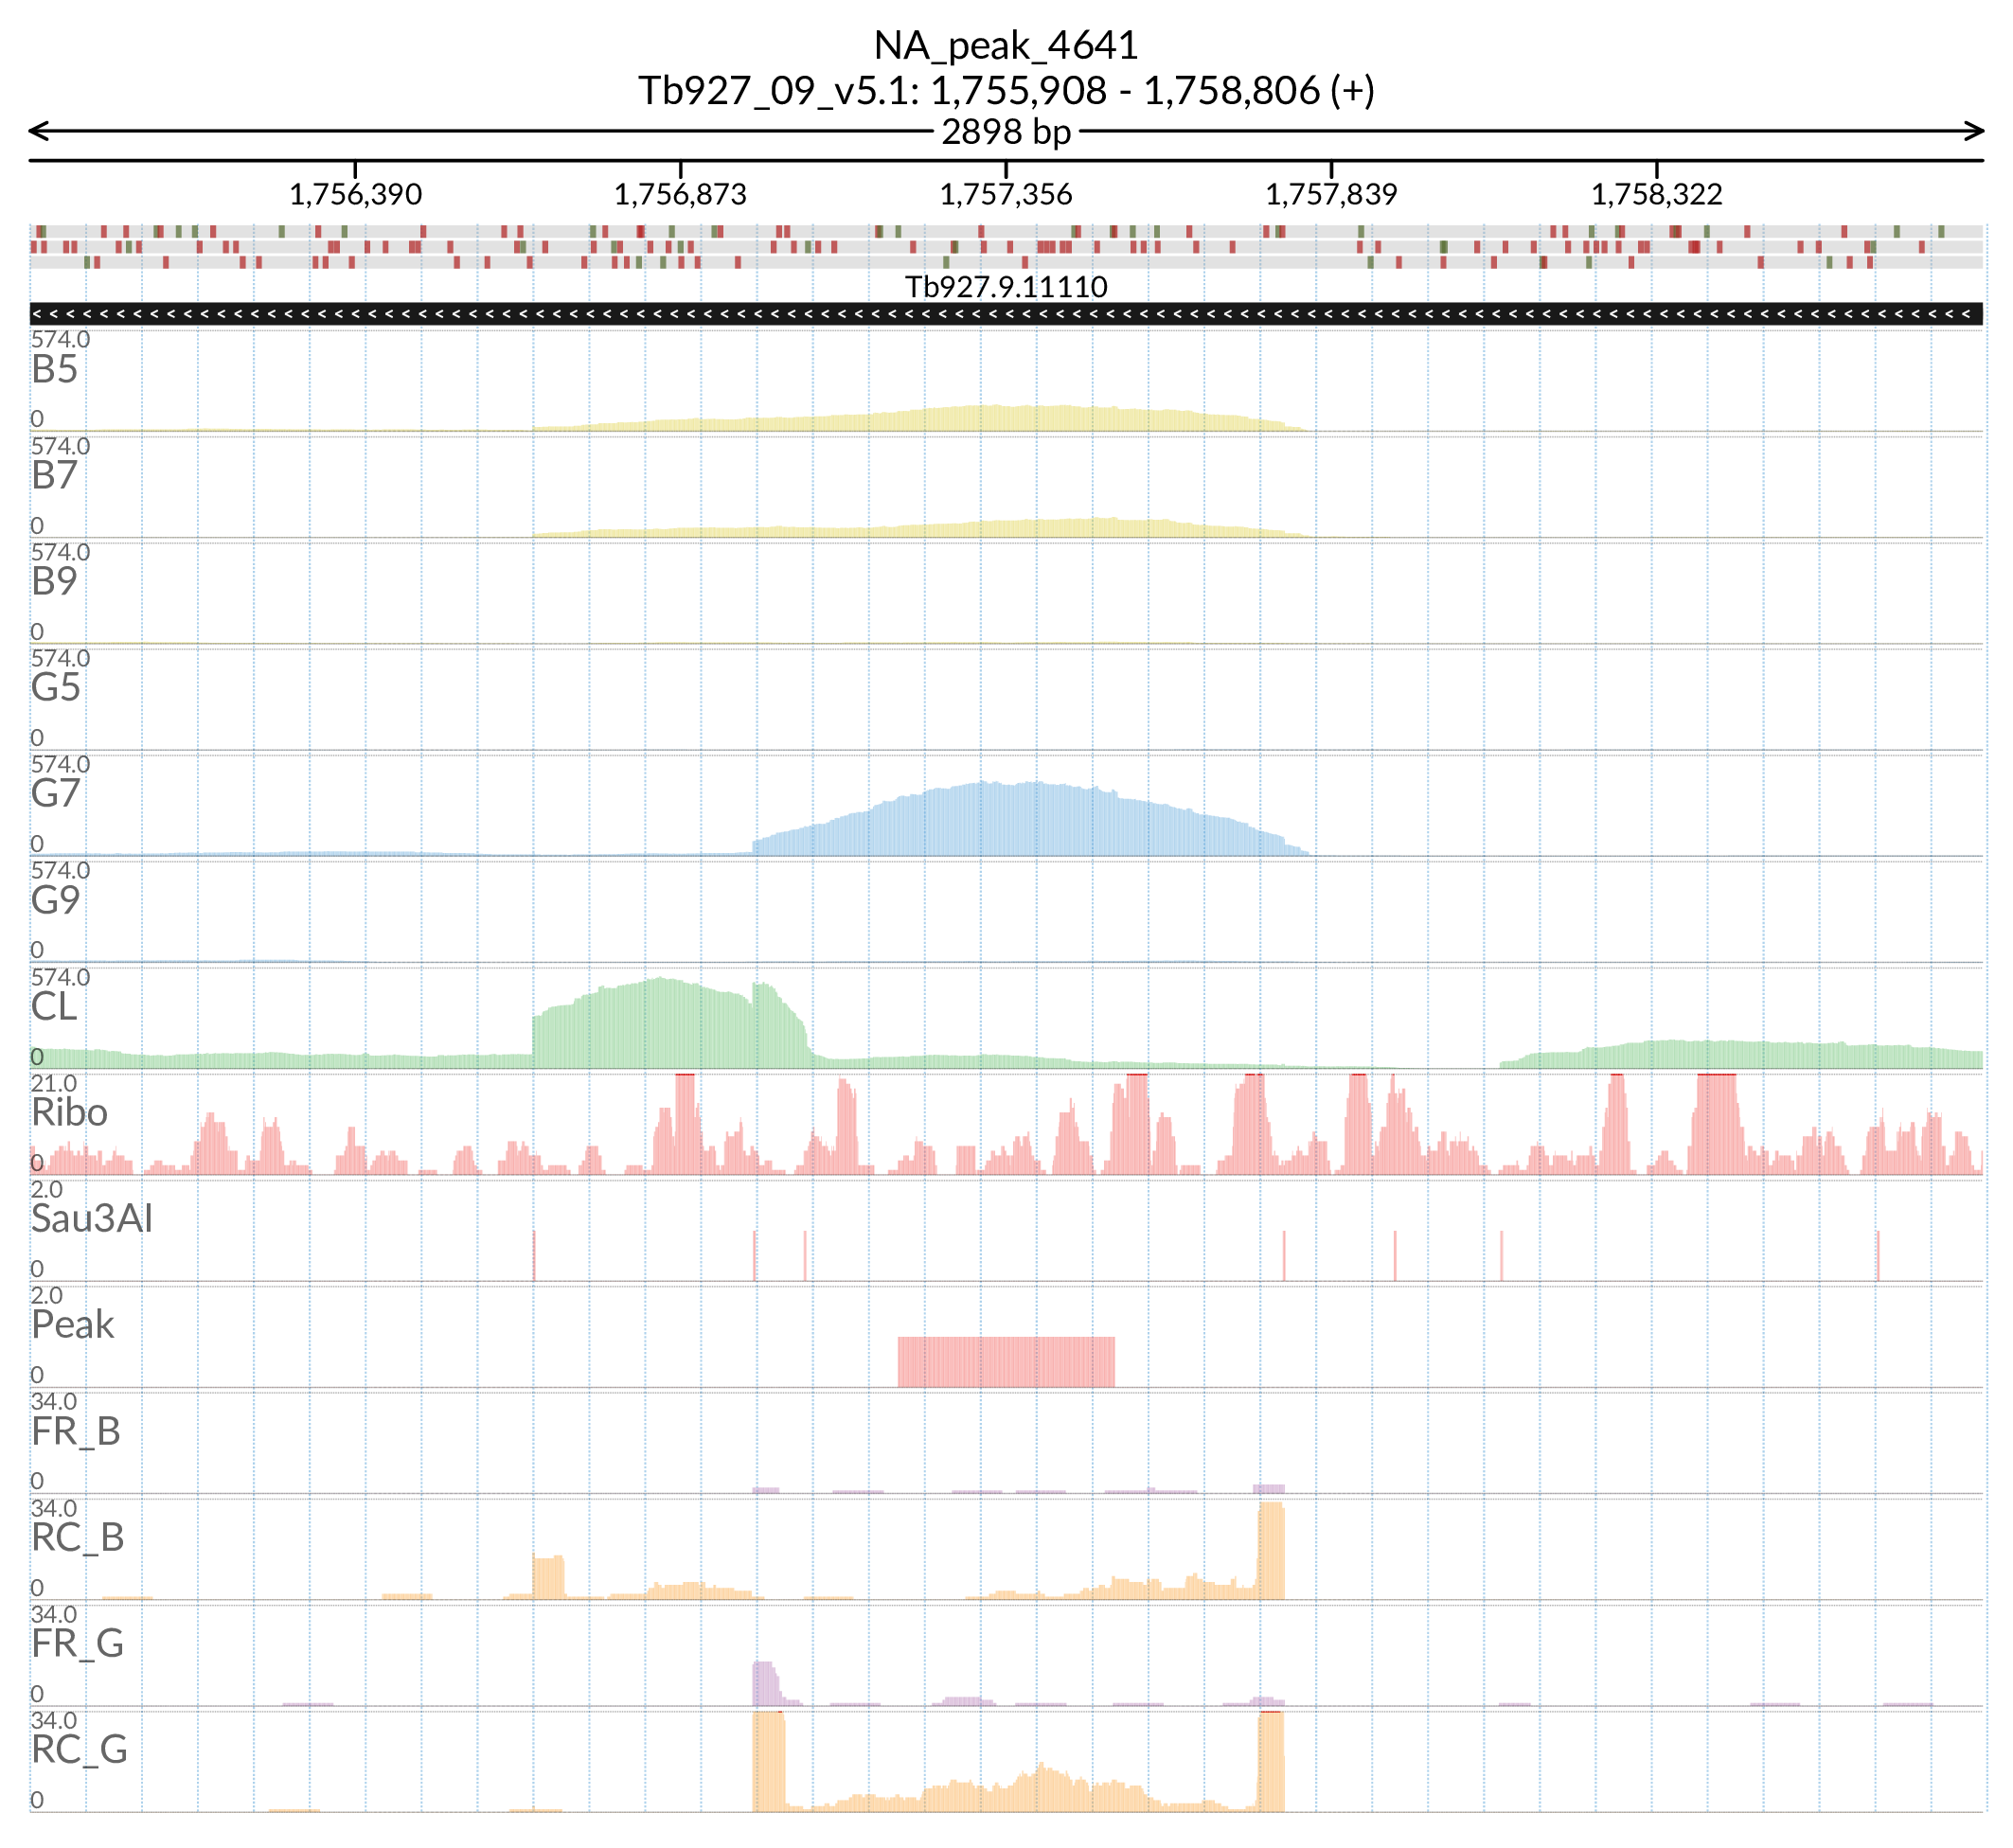 NA_peak_4641
Tb927_09_v5.1: 1,755,908 - 1,758,806 (+)
2898 bp
1,756,390 1,756,873 1,757,356 1,757,839 1,758,322
Tb927.9.11110
574.0
B5
0
574.0
B7
0
574.0
B9
0
574.0
G5
0
574.0
G7
0
574.0
G9
0
574.0
CL
0
21.0
Ribo
0
2.0
Sau3AI
0
2.0
Peak
0
34.0
FR_B
0
34.0
RC_B
0
34.0
FR_G
0
34.0
RC_G
0